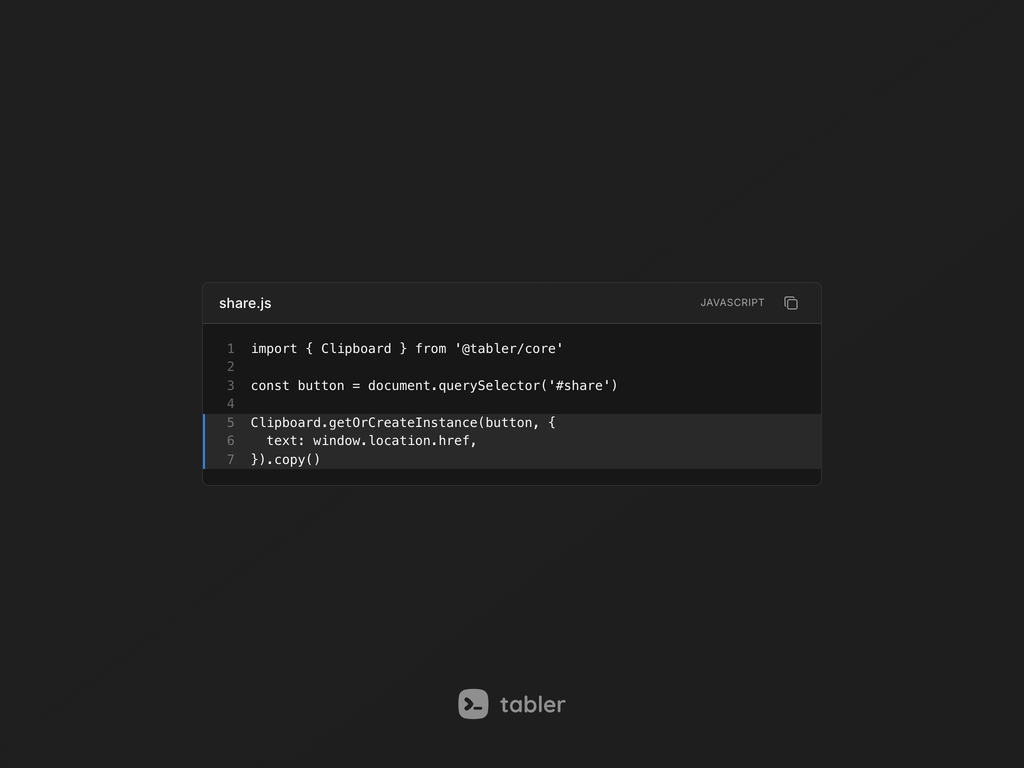 share.js
JAVASCRIPT
1 import { Clipboard } from '@tabler/core'
2
3 const button = document.querySelector('#share')
4
5 Clipboard.getOrCreateInstance(button, {
6   text: window.location.href,
7 }).copy()
tabler